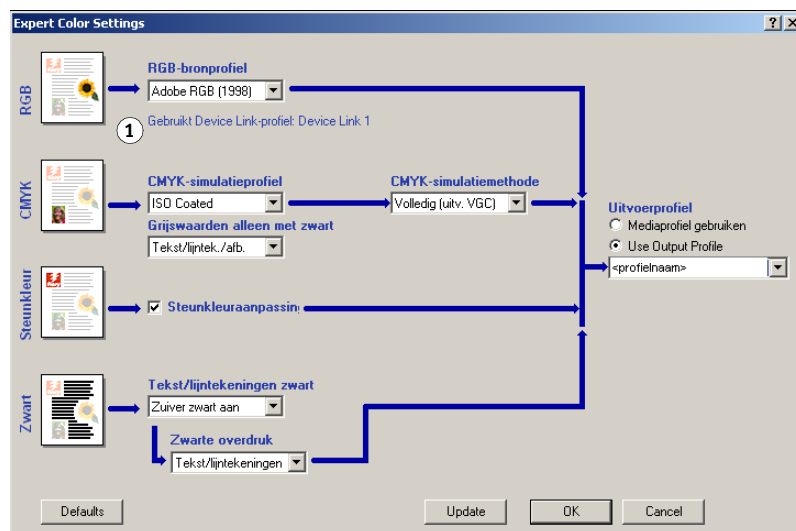 Expert Color Settings
RGB
RGB-bronprofiel
Adobe RGB (1998)
1
Gebruikt Device Link-profiel: Device Link 1
CMYK
CMYK-simulatieprofiel
ISO Coated
CMYK-simulatiemethode
Volledig (uitv. VGC)
Grijswaarden alleen met zwart
Tekst/lijntek./afb.
Uitvoerprofiel
Mediaprofiel gebruiken
Use Output Profile
<profielnaam>
Steunkleur
Steunkleuraanpassing
Zwart
Tekst/lijntekeningen zwart
Zuiver zwart aan
Zwarte overdruk
Tekst/lijntekeningen
Defaults
Update
OK
Cancel